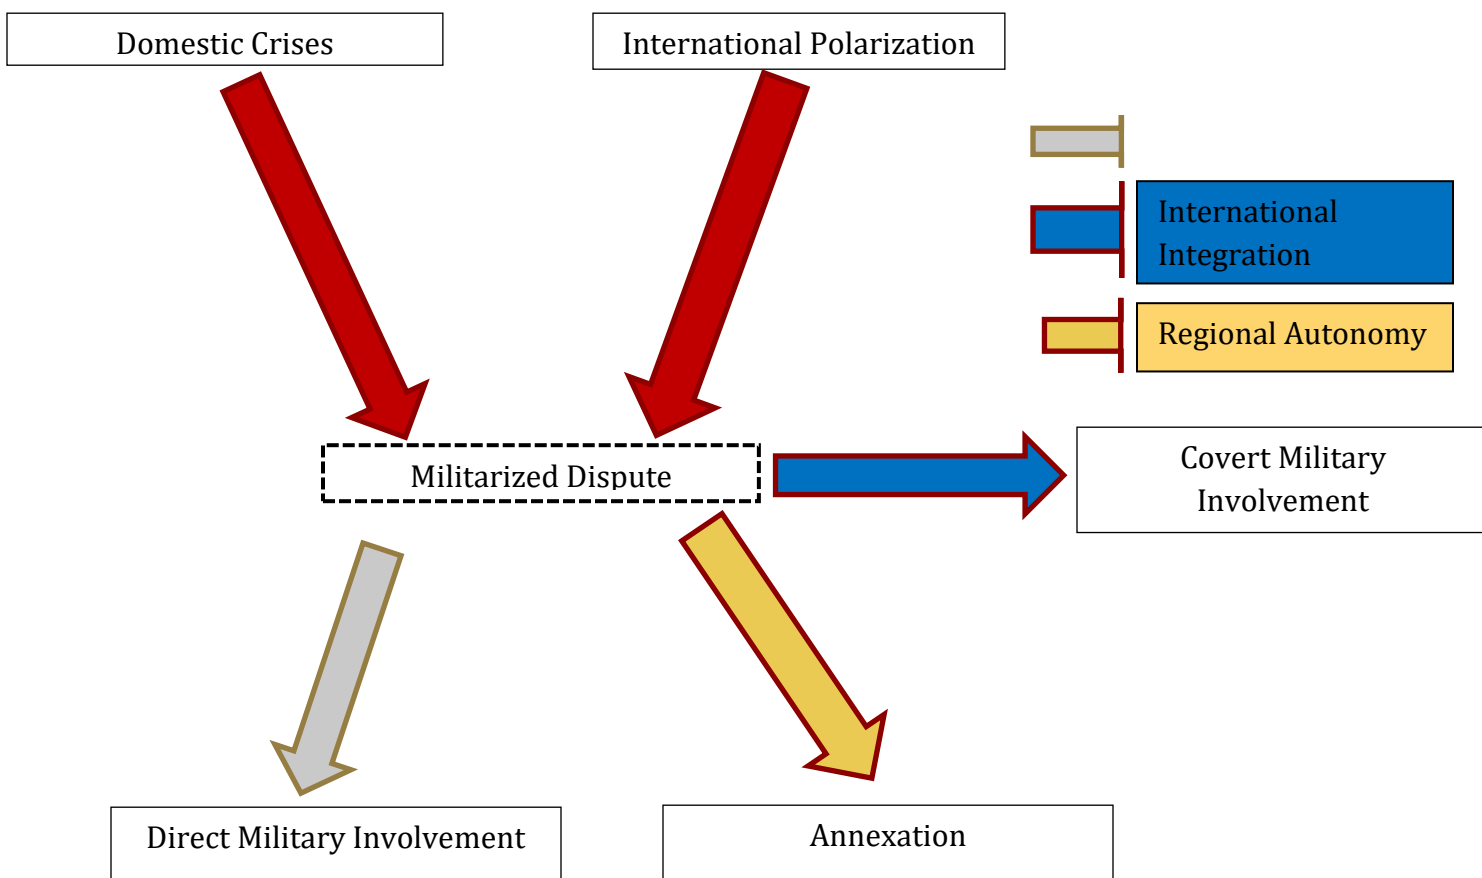 Domestic Crises
International Polarization
International
Integration
Regional Autonomy
Militarized Dispute
Covert Military
Involvement
Direct Military Involvement
Annexation